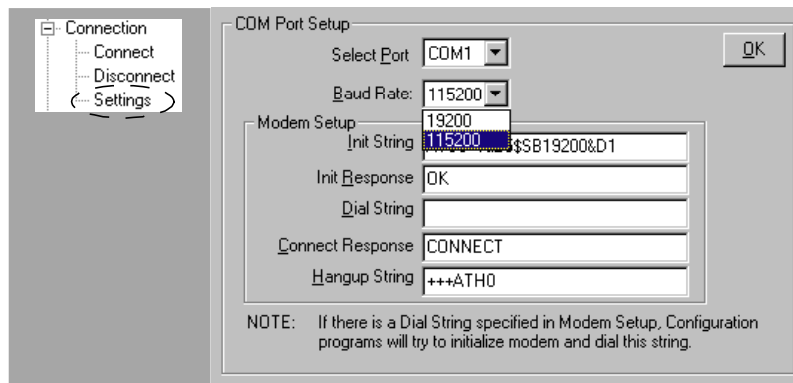 Connection
Connect
Disconnect
Settings
COM Port Setup
Select Port COM1
OK
Baud Rate: 115200
19200
115200
Modem Setup
Init String $SB19200&D1
Init Response OK
Dial String
Connect Response CONNECT
Hangup String +++ATH0
NOTE: If there is a Dial String specified in Modem Setup, Configuration
programs will try to initialize modem and dial this string.